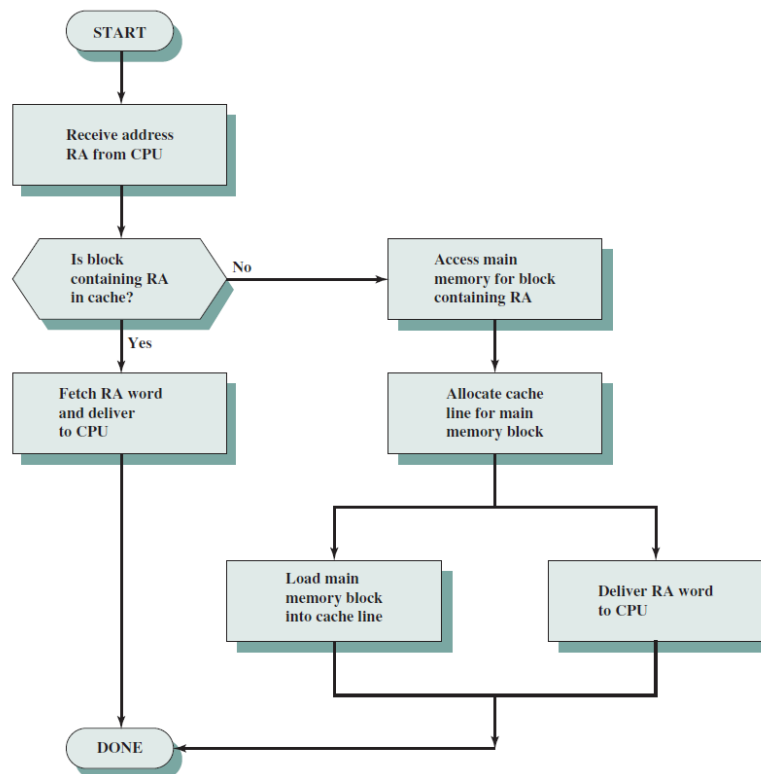 START
Receive address
RA from CPU
Is block
containing RA
in cache?
No
Access main
memory for block
containing RA
Yes
Fetch RA word
and deliver
to CPU
Allocate cache
line for main
memory block
Load main
memory block
into cache line
Deliver RA word
to CPU
DONE